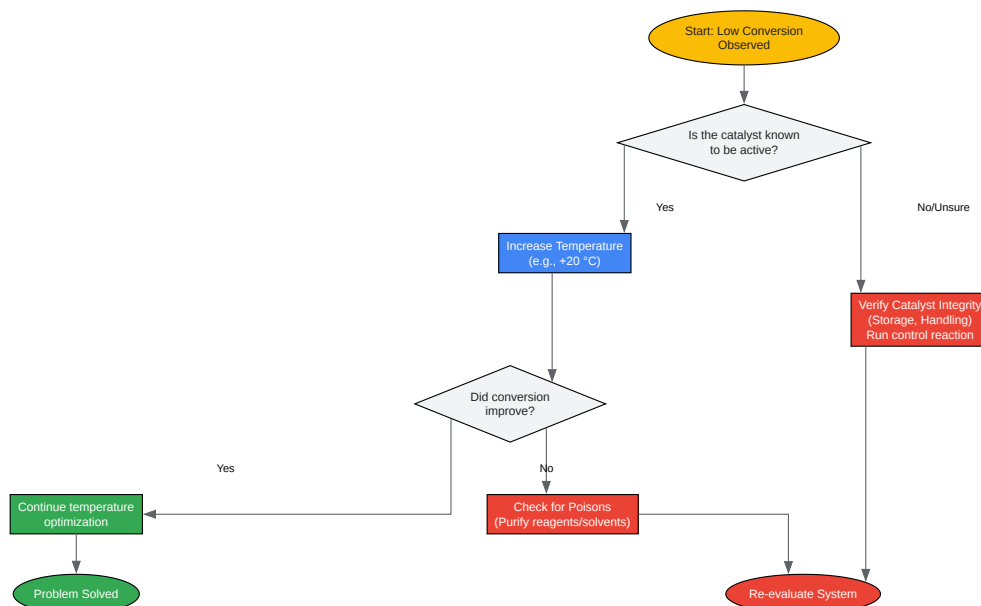 Start: Low Conversion
Observed
Is the catalyst known
to be active?
Yes
No/Unsure
Increase Temperature
(e.g., +20 °C)
Verify Catalyst Integrity
(Storage, Handling)
Run control reaction
Did conversion
improve?
Yes
No
Continue temperature
optimization
Check for Poisons
(Purify reagents/solvents)
Problem Solved
Re-evaluate System